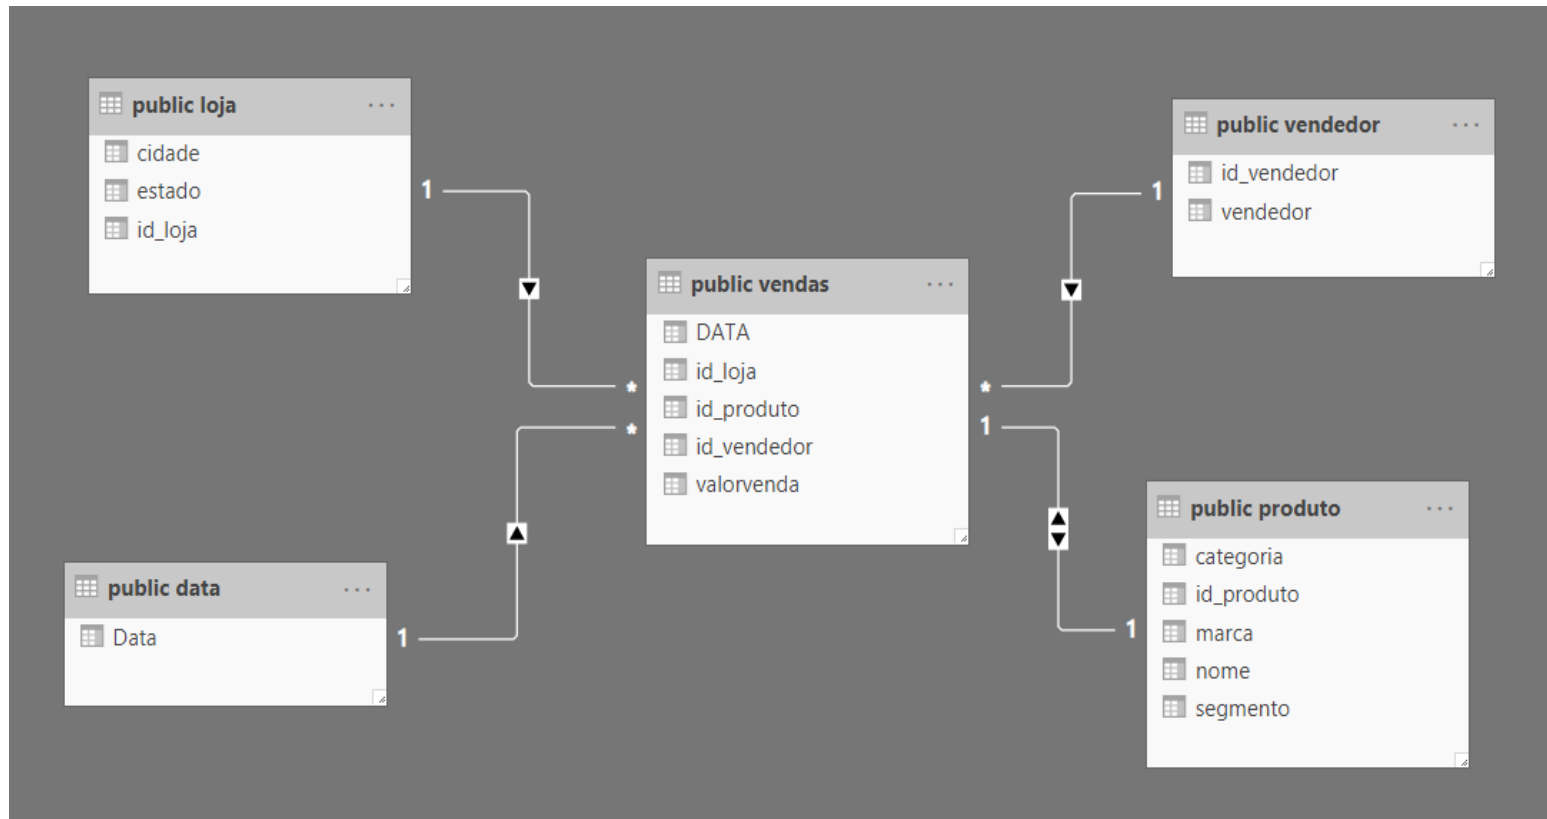 public loja
cidade
estado
id_loja
1
*
public vendas
DATA
id_loja
id_produto
id_vendedor
valorvenda
public vendedor
id_vendedor
vendedor
1
*
public data
Data
1
*
1
1
public produto
categoria
id_produto
marca
nome
segmento